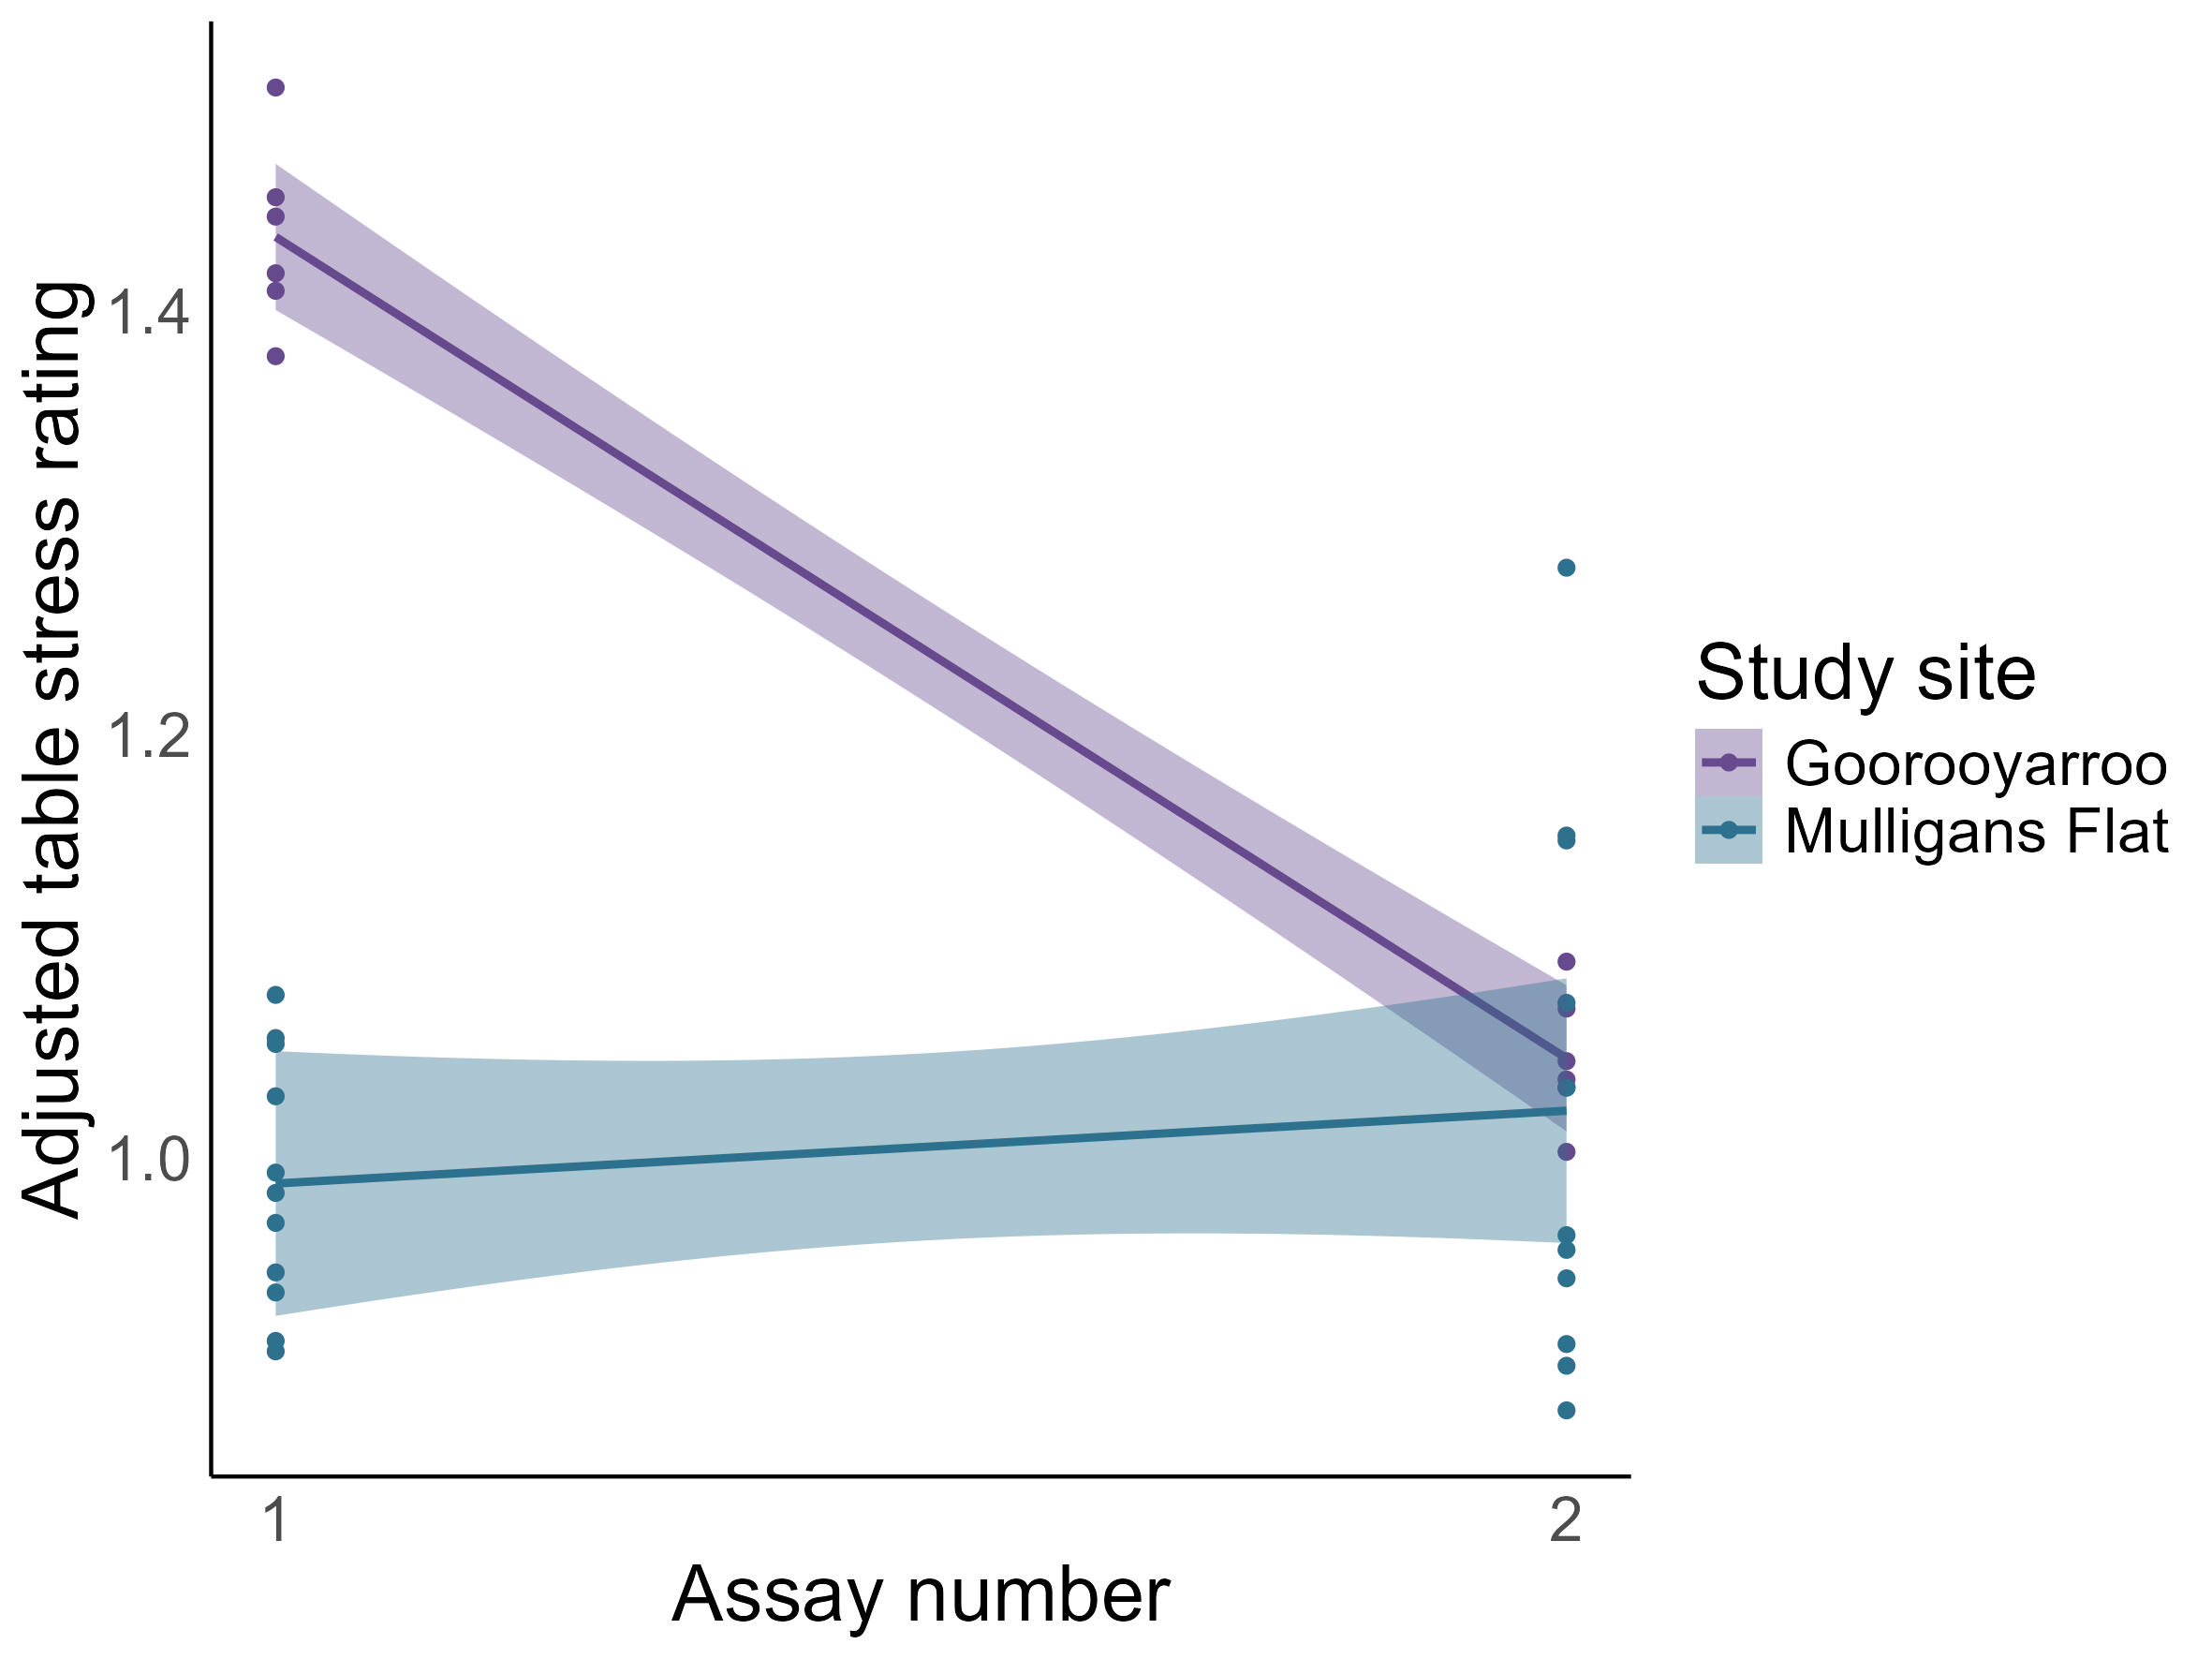 Adjusted table stress rating
1.4
1.2
1.0
1
2
Assay number
Study site
Goorooyarroo
Mulligans Flat